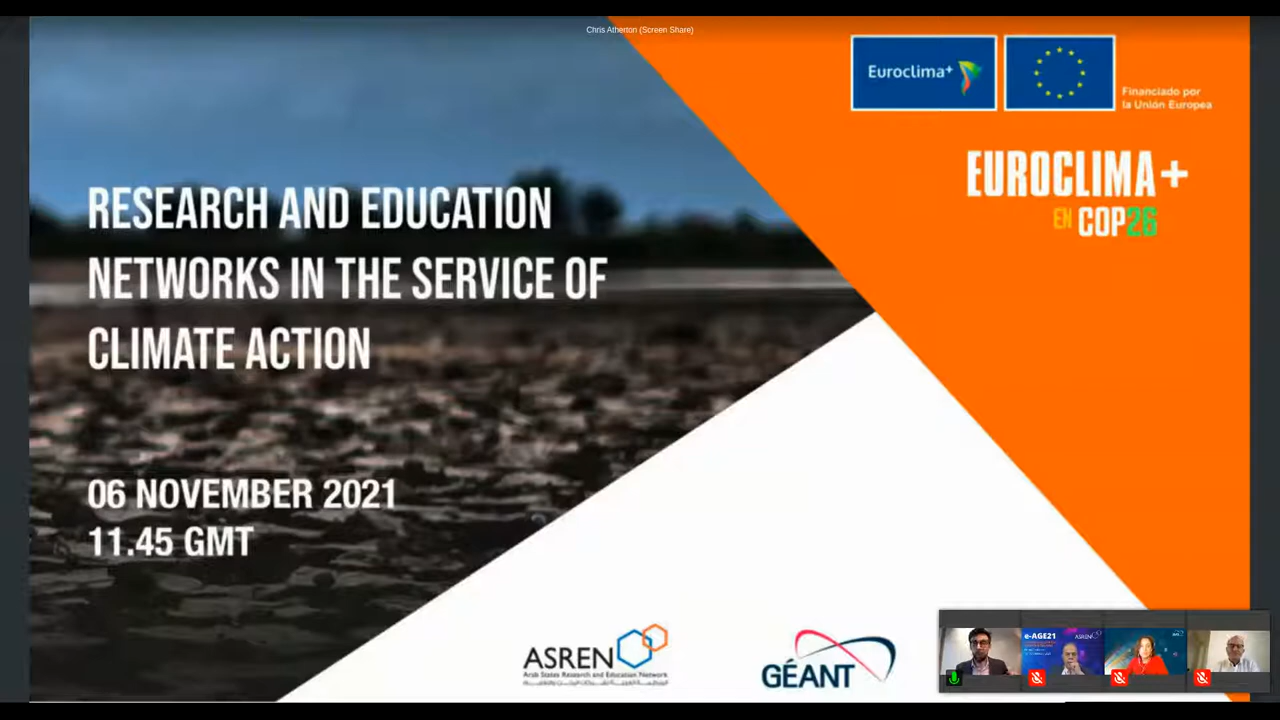 Chris Atherton (Screen Share)
Euroclima+
Financiado por
la Unión Europea
EUROCLIMA+
EN COP26
RESEARCH AND EDUCATION
NETWORKS IN THE SERVICE OF
CLIMATE ACTION
06 NOVEMBER 2021
11.45 GMT
ASREN
Arab States Research and Education Network
GÉANT
e-AGE21
ASREN